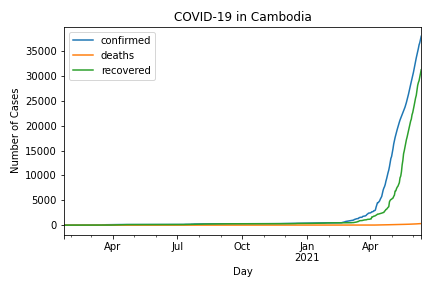 COVID-19 in Cambodia
confirmed
deaths
recovered
35000
30000
25000
20000
15000
10000
5000
0
Number of Cases
Apr
Jul
Oct
Jan
2021
Apr
Day